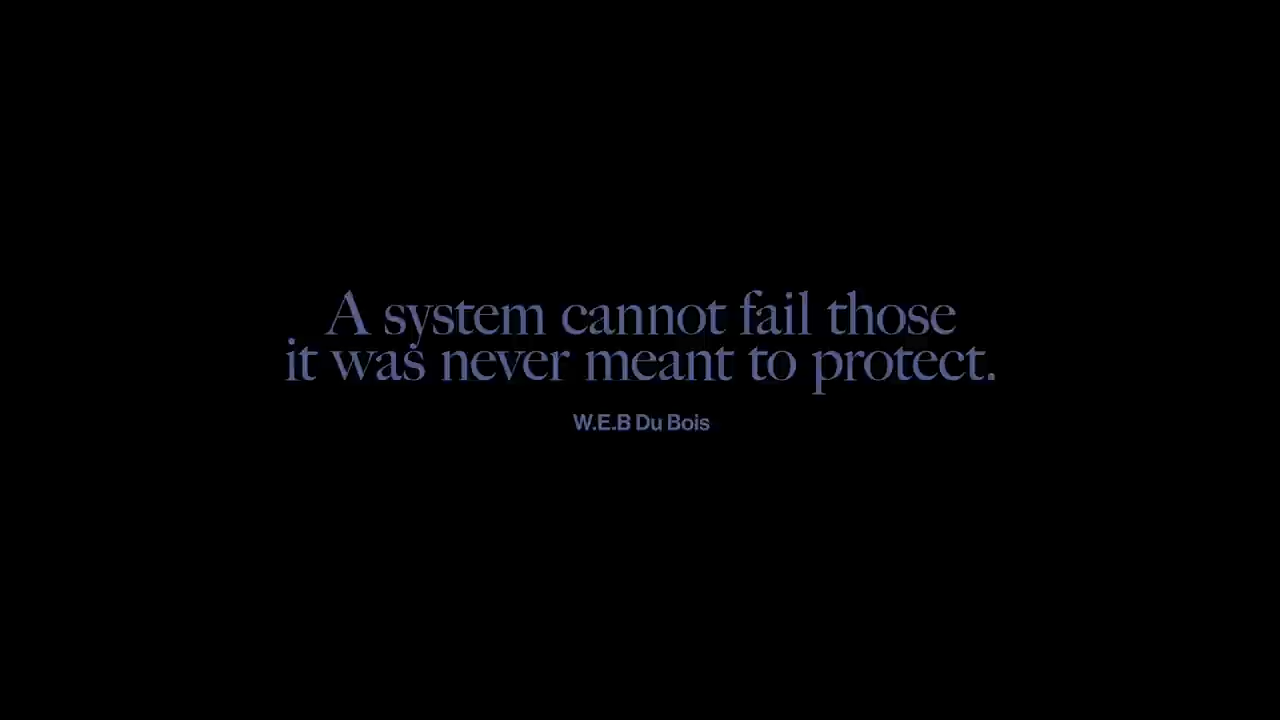 A system cannot fail those
it was never meant to protect.
W.E.B Du Bois